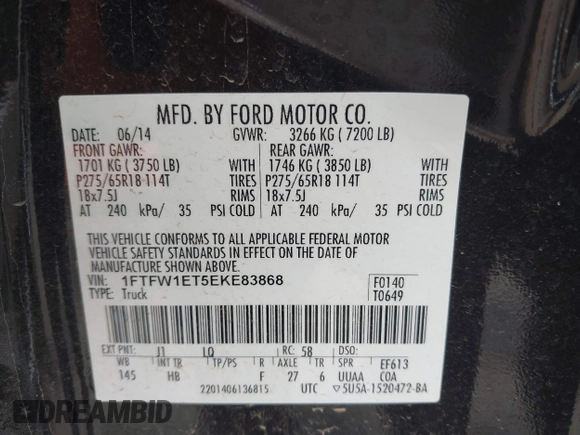 MFD. BY FORD MOTOR CO.
DATE: 06/14 GVWR: 3266 KG ( 7200 LB)
FRONT GAWR: REAR GAWR:
1701 KG ( 3750 LB) WITH 1746 KG ( 3850 LB) WITH
P275/65R18 114T TIRES P275/65R18 114T TIRES
18x7.5J RIMS 18x7.5J RIMS
AT 240 kPa/ 35 PSI COLD AT 240 kPa/ 35 PSI COLD
THIS VEHICLE CONFORMS TO ALL APPLICABLE FEDERAL MOTOR
VEHICLE SAFETY STANDARDS IN EFFECT ON THE DATE OF
MANUFACTURE SHOWN ABOVE.
VIN: 1FTFW1ET5EKE83868 F0140
TYPE: Truck T0649
EXT PNT: J1 LQ RC: 58 DSO:
WB INT TR TP/PS R AXLE TR SPR EF613
145 HB F 27 6 UUAA COA
2201406136815 UTC 5U5A-1520472-BA
DREAMBID